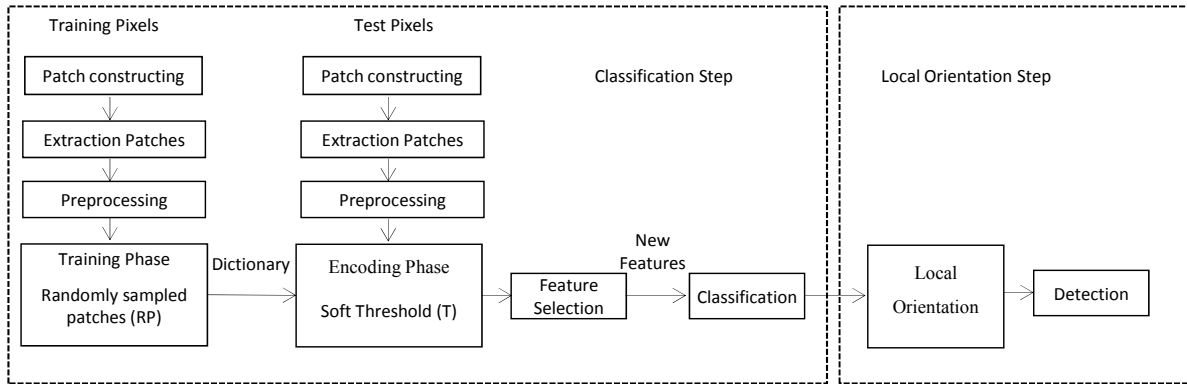 Training Pixels
Test Pixels
Patch constructing
Patch constructing
Classification Step
Local Orientation Step
Extraction Patches
Extraction Patches
Preprocessing
Preprocessing
Training Phase
Randomly sampled
patches (RP)
Dictionary
Encoding Phase
Soft Threshold (T)
Feature
Selection
New
Features
Classification
Local
Orientation
Detection